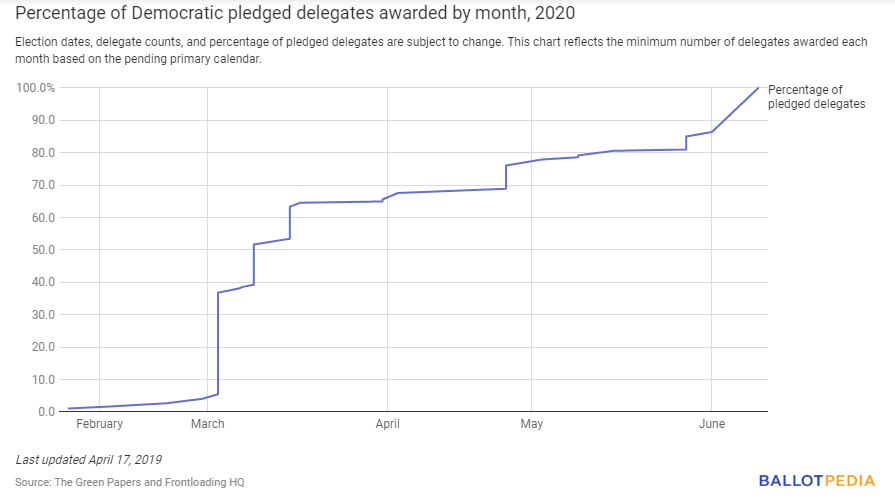 Percentage of Democratic pledged delegates awarded by month, 2020
Election dates, delegate counts, and percentage of pledged delegates are subject to change. This chart reflects the minimum number of delegates awarded each
month based on the pending primary calendar.
100.0%
90.0
80.0
70.0
60.0
50.0
40.0
30.0
20.0
10.0
0.0
Percentage of
pledged delegates
February March April May June
Last updated April 17, 2019
Source: The Green Papers and Frontloading HQ
BALLOTPEDIA